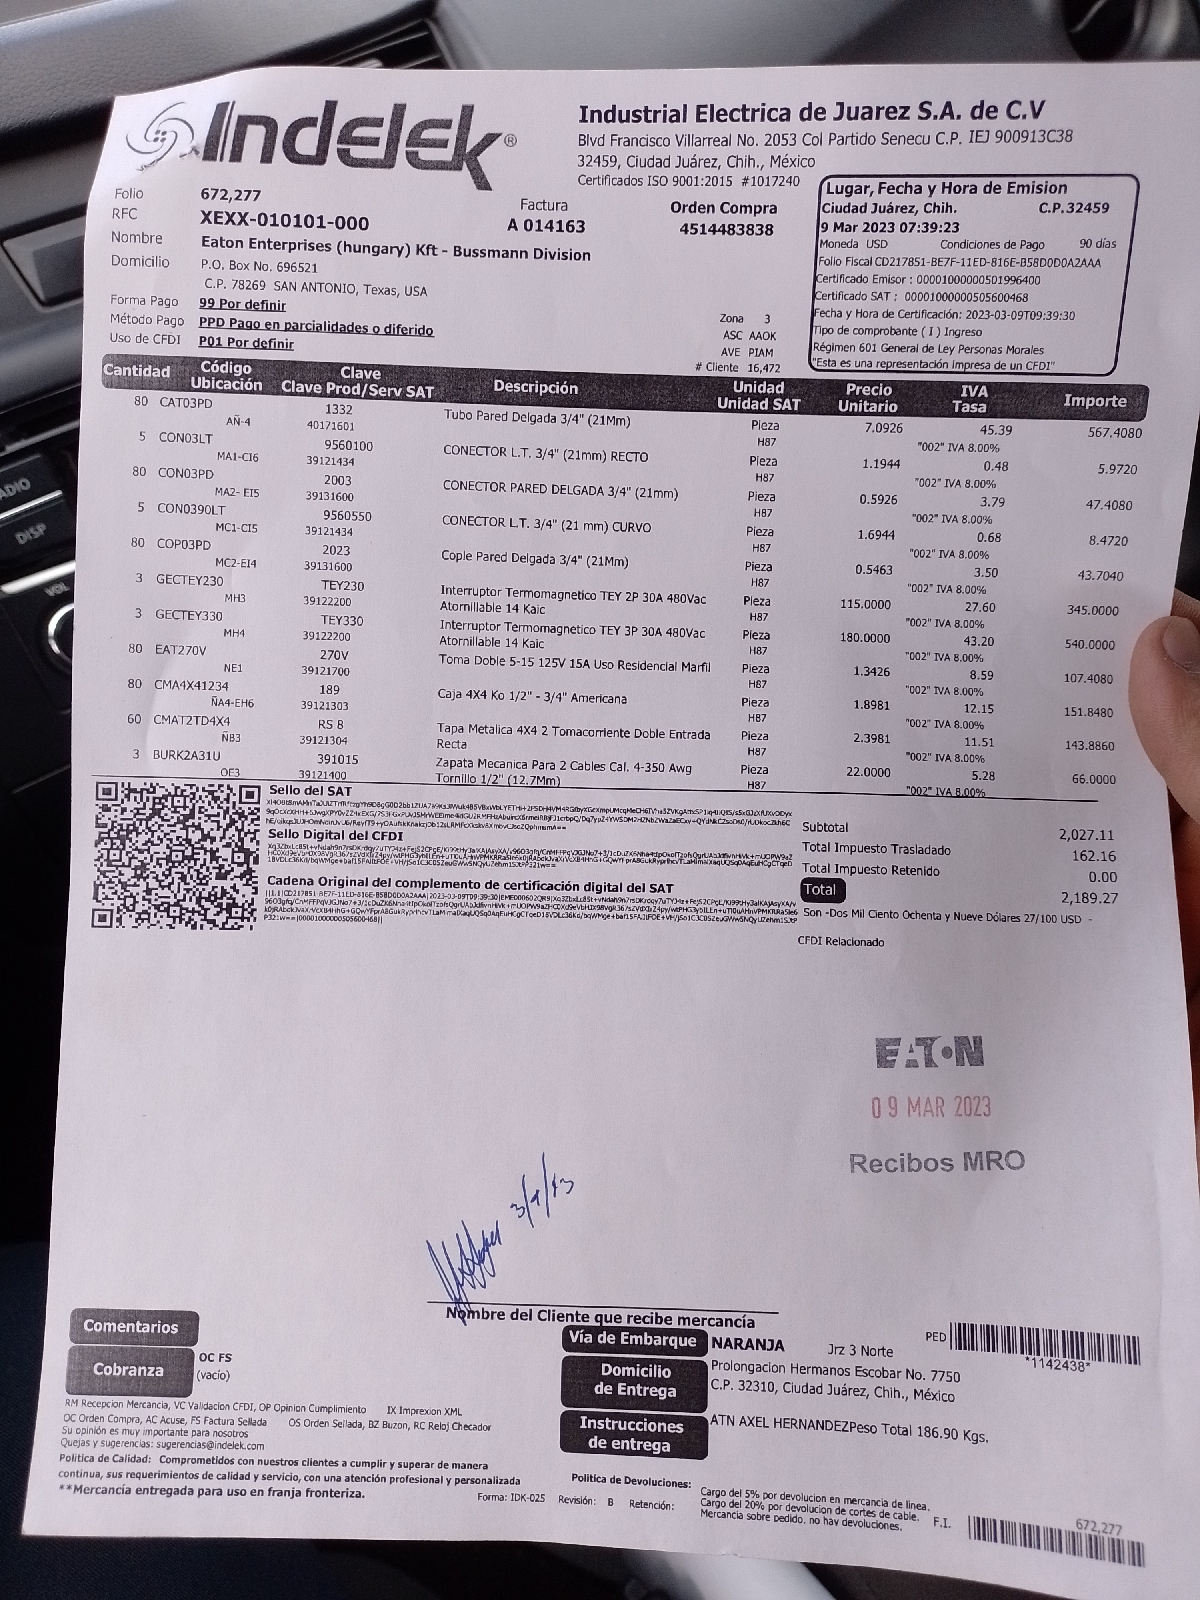 Indelek®
Industrial Electrica de Juarez S.A. de C.V
Blvd Francisco Villarreal No. 2053 Col Partido Senecu C.P. IEJ 900913C38
32459, Ciudad Juárez, Chih., México
Certificados ISO 9001:2015 #1017240
Folio 672,277
RFC XEXX-010101-000
Factura
A 014163
Orden Compra
4514483838
Nombre Eaton Enterprises (hungary) Kft - Bussmann Division
Domicilio P.O. Box No. 696521
C.P. 78269 SAN ANTONIO, Texas, USA
Forma Pago 99 Por definir
Método Pago PPD Pago en parcialidades o diferido
Uso de CFDI P01 Por definir
Zona 3
ASC AAOK
AVE PIAM
# Cliente 16,472
Lugar, Fecha y Hora de Emision
Ciudad Juárez, Chih. C.P.32459
9 Mar 2023 07:39:23
Moneda USD Condiciones de Pago 90 días
Folio Fiscal CD217851-BE7F-11ED-816E-B58D0D0A2AAA
Certificado Emisor : 00001000000501996400
Certificado SAT : 00001000000505600468
Fecha y Hora de Certificación: 2023-03-09T09:39:30
Tipo de comprobante ( I ) Ingreso
Régimen 601 General de Ley Personas Morales
"Esta es una representación impresa de un CFDI"
Cantidad Código Clave Descripción Unidad Precio IVA Importe
Ubicación Clave Prod/Serv SAT Unidad SAT Unitario Tasa
80 CAT03PD 1332 Tubo Pared Delgada 3/4" (21Mm) Pieza 7.0926 45.39 567.4080
AÑ-4 40171601 H87 "002" IVA 8.00%
5 CON03LT 9560100 CONECTOR L.T. 3/4" (21mm) RECTO Pieza 1.1944 0.48 5.9720
MA1-CI6 39121434 H87 "002" IVA 8.00%
80 CON03PD 2003 CONECTOR PARED DELGADA 3/4" (21mm) Pieza 0.5926 3.79 47.4080
MA2- EI5 39131600 H87 "002" IVA 8.00%
5 CON0390LT 9560550 CONECTOR L.T. 3/4" (21 mm) CURVO Pieza 1.6944 0.68 8.4720
MC1-CI5 39121434 H87 "002" IVA 8.00%
80 COP03PD 2023 Cople Pared Delgada 3/4" (21Mm) Pieza 0.5463 3.50 43.7040
MC2-EI4 39131600 H87 "002" IVA 8.00%
3 GECTEY230 TEY230 Interruptor Termomagnetico TEY 2P 30A 480Vac Pieza 115.0000 27.60 345.0000
MH3 39122200 Atornillable 14 Kaic H87 "002" IVA 8.00%
3 GECTEY330 TEY330 Interruptor Termomagnetico TEY 3P 30A 480Vac Pieza 180.0000 43.20 540.0000
MH4 39122200 Atornillable 14 Kaic H87 "002" IVA 8.00%
80 EAT270V 270V Toma Doble 5-15 125V 15A Uso Residencial Marfil Pieza 1.3426 8.59 107.4080
NE1 39121700 H87 "002" IVA 8.00%
80 CMA4X41234 189 Caja 4X4 Ko 1/2" - 3/4" Americana Pieza 1.8981 12.15 151.8480
ÑA4-EH6 39121303 H87 "002" IVA 8.00%
60 CMAT2TD4X4 RS 8 Tapa Metalica 4X4 2 Tomacorriente Doble Entrada Pieza 2.3981 11.51 143.8860
ÑB3 39121304 Recta H87 "002" IVA 8.00%
3 BURK2A31U 391015 Zapata Mecanica Para 2 Cables Cal. 4-350 Awg Pieza 22.0000 5.28 66.0000
OE3 39121400 Tornillo 1/2" (12.7Mm) H87 "002" IVA 8.00%
Sello del SAT
Sello Digital del CFDI
Cadena Original del complemento de certificación digital del SAT
Subtotal 2,027.11
Total Impuesto Trasladado 162.16
Total Impuesto Retenido 0.00
Total 2,189.27
Son -Dos Mil Ciento Ochenta y Nueve Dólares 27/100 USD -
CFDI Relacionado
EATON
09 MAR 2023
Recibos MRO
Nombre del Cliente que recibe mercancía
Comentarios
Cobranza
OC FS
(vacio)
Vía de Embarque NARANJA Jrz 3 Norte
PED *1142438*
Domicilio de Entrega
Prolongacion Hermanos Escobar No. 7750
C.P. 32310, Ciudad Juárez, Chih., México
Instrucciones de entrega
ATN AXEL HERNANDEZPeso Total 186.90 Kgs.
RM Recepcion Mercancia, VC Validacion CFDI, OP Opinion Cumplimiento IX Imprexion XML
OC Orden Compra, AC Acuse, FS Factura Sellada OS Orden Sellada, BZ Buzon, RC Reloj Checador
Su opinión es muy importante para nosotros
Quejas y sugerencias: sugerencias@indelek.com
Politica de Calidad: Comprometidos con nuestros clientes a cumplir y superar de manera
continua, sus requerimientos de calidad y servicio, con una atención profesional y personalizada
**Mercancía entregada para uso en franja fronteriza.
Forma: IDK-025 Revisión: B Retención:
Politica de Devoluciones:
Cargo del 5% por devolucion en mercancia de linea.
Cargo del 20% por devolucion de cortes de cable.
Mercancia sobre pedido, no hay devoluciones.
F.I. 672,277
RADIO
DISP
VOL